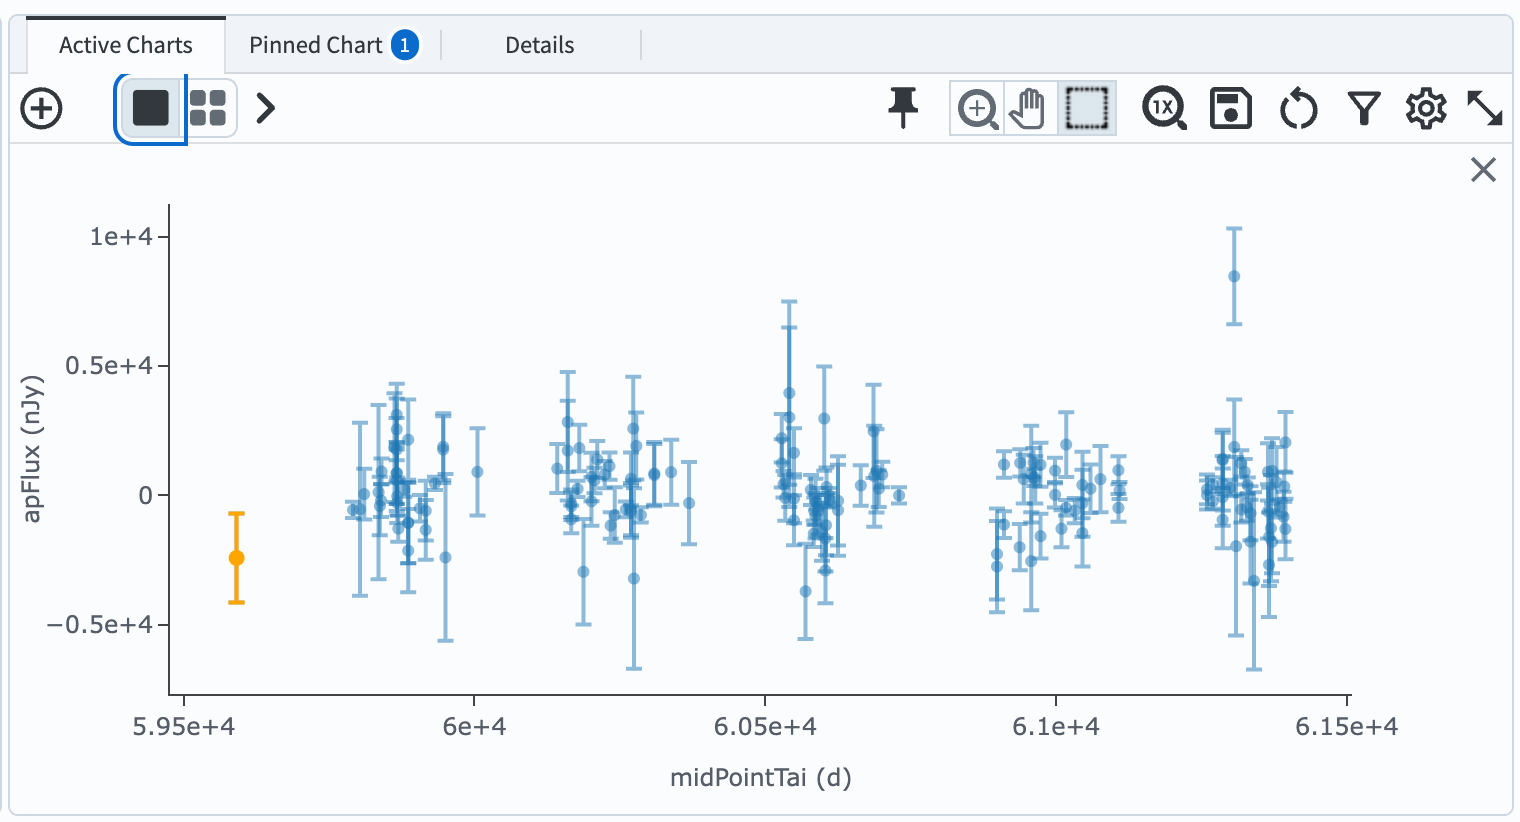 Active Charts
Pinned Chart 1
Details
1X
1e+4
0.5e+4
0
−0.5e+4
apFlux (nJy)
5.95e+4 6e+4 6.05e+4 6.1e+4 6.15e+4
midPointTai (d)